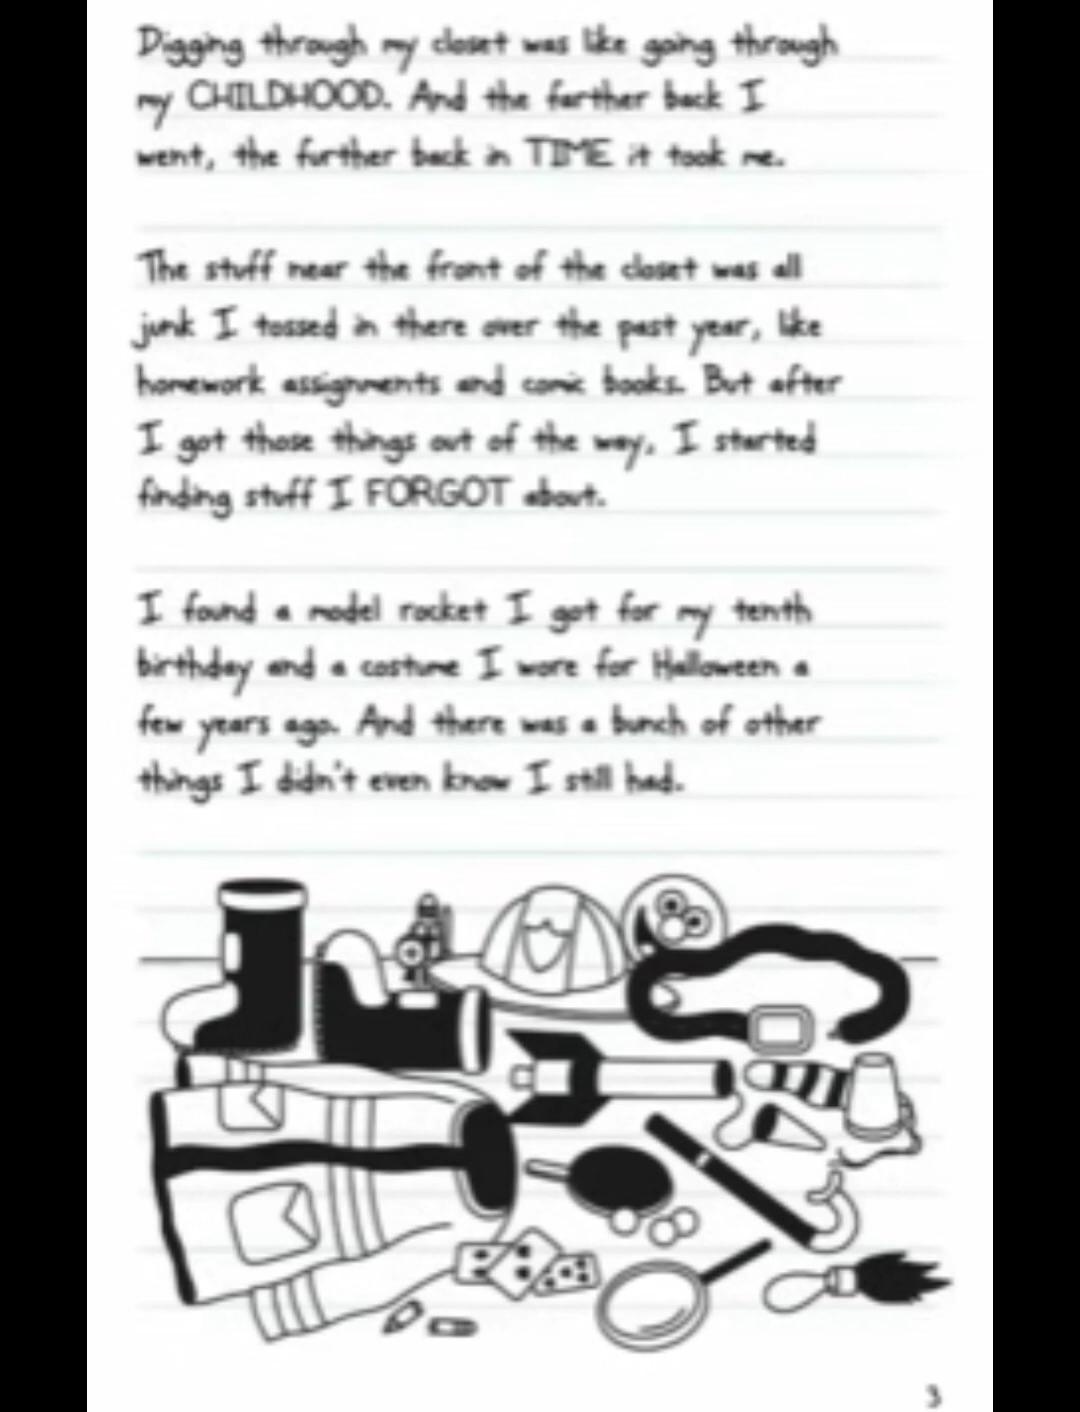 Digging through my closet was like going through
my CHILDHOOD. And the farther back I
went, the further back in TIME it took me.
The stuff near the front of the closet was all
junk I tossed in there over the past year, like
homework assignments and comic books. But after
I got those things out of the way, I started
finding stuff I FORGOT about.
I found a model rocket I got for my tenth
birthday and a costume I wore for Halloween a
few years ago. And there was a bunch of other
things I didn't even know I still had.
3